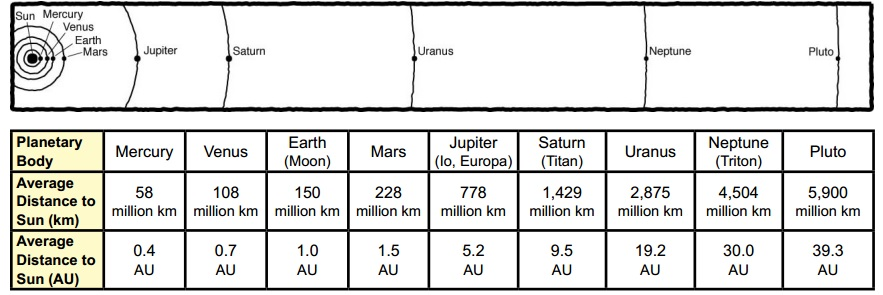 Sun
Mercury
Venus
Earth
Mars
Jupiter
Saturn
Uranus
Neptune
Pluto
Planetary Body Mercury Venus Earth (Moon) Mars Jupiter (Io, Europa) Saturn (Titan) Uranus Neptune (Triton) Pluto
Average Distance to Sun (km) 58 million km 108 million km 150 million km 228 million km 778 million km 1,429 million km 2,875 million km 4,504 million km 5,900 million km
Average Distance to Sun (AU) 0.4 AU 0.7 AU 1.0 AU 1.5 AU 5.2 AU 9.5 AU 19.2 AU 30.0 AU 39.3 AU